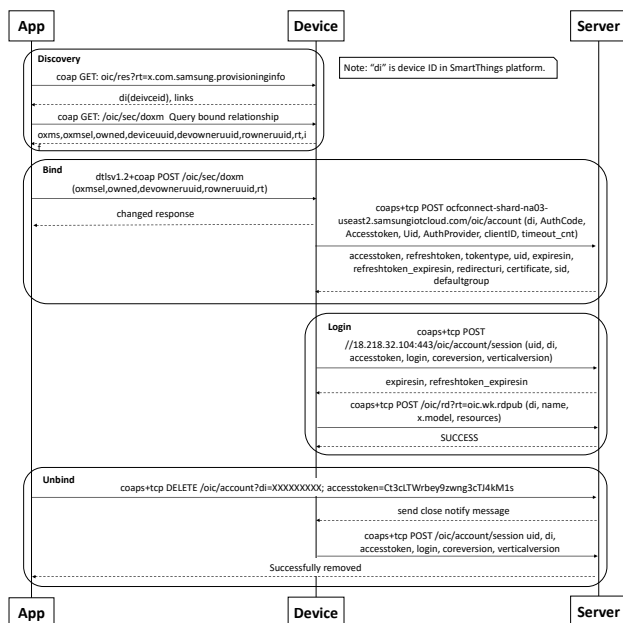 App
Device
Server
Discovery
coap GET: oic/res?rt=x.com.samsung.provisioninginfo
Note: "di" is device ID in SmartThings platform.
di(deivceid), links
coap GET: /oic/sec/doxm Query bound relationship
oxms,oxmsel,owned,deviceuuid,devowneruuid,rowneruuid,rt,i
f
Bind
dtlsv1.2+coap POST /oic/sec/doxm
(oxmsel,owned,devowneruuid,rowneruuid,rt)
changed response
coaps+tcp POST ocfconnect-shard-na03-
useast2.samsungiotcloud.com/oic/account (di, AuthCode,
Accesstoken, Uid, AuthProvider, clientID, timeout_cnt)
accesstoken, refreshtoken, tokentype, uid, expiresin,
refreshtoken_expiresin, redirecturi, certificate, sid,
defaultgroup
Login
coaps+tcp POST
//18.218.32.104:443/oic/account/session (uid, di,
accesstoken, login, coreversion, verticalversion)
expiresin, refreshtoken_expiresin
coaps+tcp POST /oic/rd?rt=oic.wk.rdpub (di, name,
x.model, resources)
SUCCESS
Unbind
coaps+tcp DELETE /oic/account?di=XXXXXXXXX; accesstoken=Ct3cLTWrbey9zwng3cTJ4kM1s
send close notify message
coaps+tcp POST /oic/account/session uid, di,
accesstoken, login, coreversion, verticalversion
Successfully removed
App
Device
Server